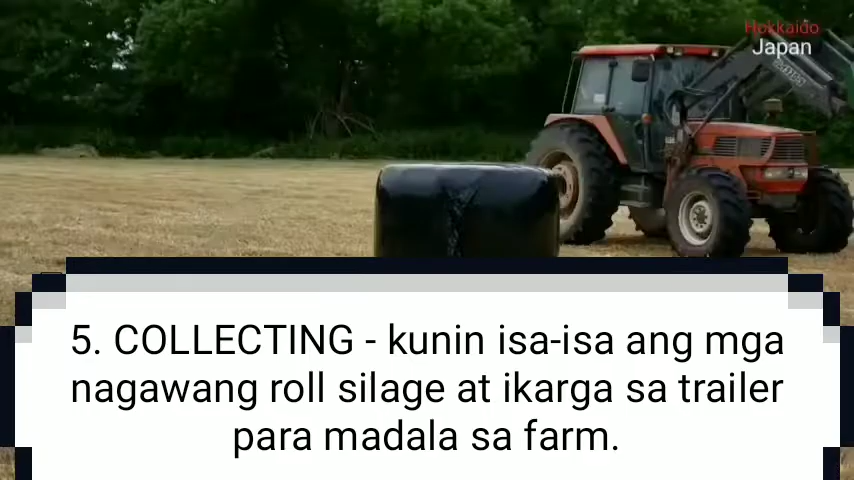 Hokkaido
Japan
5. COLLECTING - kunin isa-isa ang mga
nagawang roll silage at ikarga sa trailer
para madala sa farm.